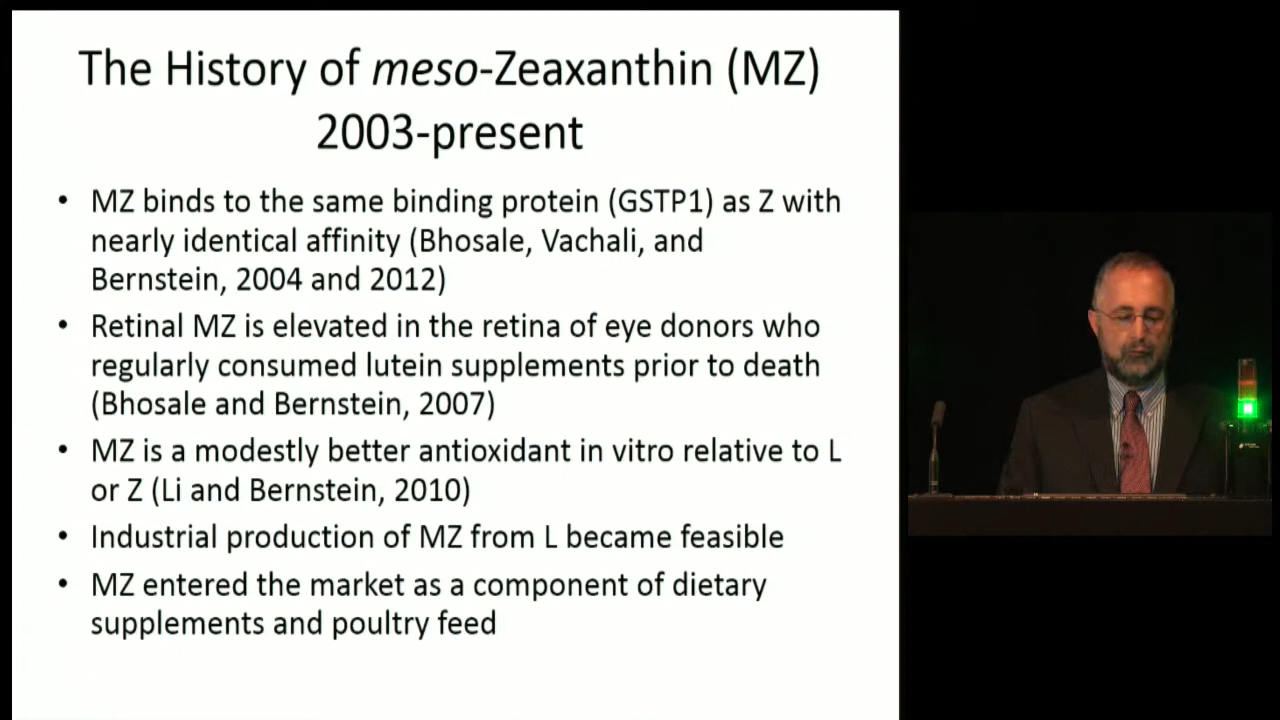 The History of meso-Zeaxanthin (MZ)
2003-present
• MZ binds to the same binding protein (GSTP1) as Z with
nearly identical affinity (Bhosale, Vachali, and
Bernstein, 2004 and 2012)
• Retinal MZ is elevated in the retina of eye donors who
regularly consumed lutein supplements prior to death
(Bhosale and Bernstein, 2007)
• MZ is a modestly better antioxidant in vitro relative to L
or Z (Li and Bernstein, 2010)
• Industrial production of MZ from L became feasible
• MZ entered the market as a component of dietary
supplements and poultry feed